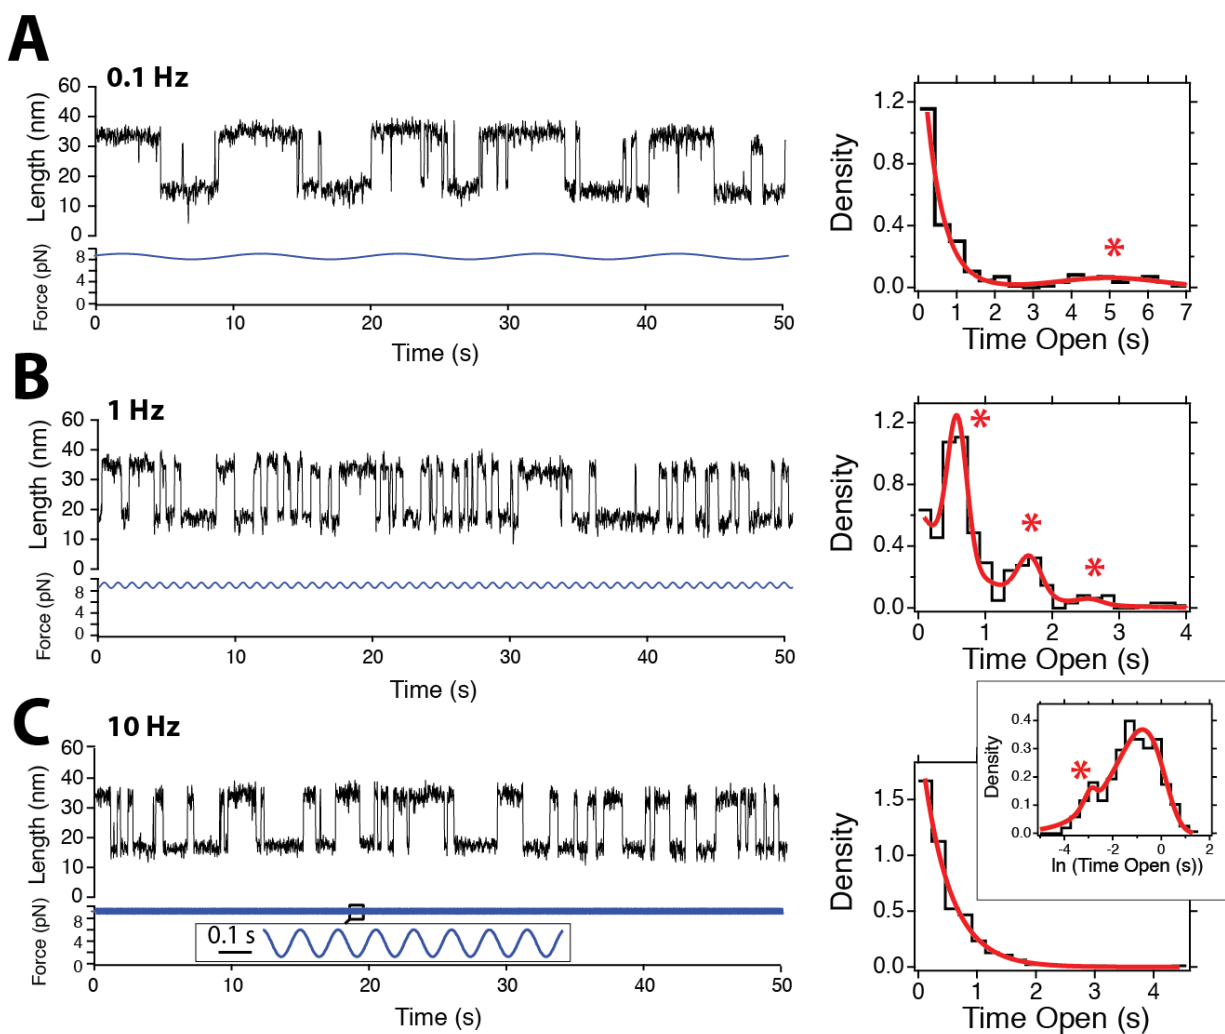 A
0.1 Hz
Length (nm)
60
40
30
20
10
0
Force (pN)
8
4
0
0 10 20 30 40 50
Time (s)
Density
1.2
0.8
0.4
0.0
*
0 1 2 3 4 5 6 7
Time Open (s)
B
1 Hz
Length (nm)
60
40
30
20
10
0
Force (pN)
8
4
0
0 10 20 30 40 50
Time (s)
Density
1.2
0.8
0.4
0.0
* * *
0 1 2 3 4
Time Open (s)
C
10 Hz
Length (nm)
60
40
30
20
10
0
Force (pN)
8
4
0
0.1 s
0 10 20 30 40 50
Time (s)
Density
1.5
1.0
0.5
0.0
0 1 2 3 4
Time Open (s)
Density
0.4
0.3
0.2
0.1
0.0
*
-4 -2 0 2
ln (Time Open (s))